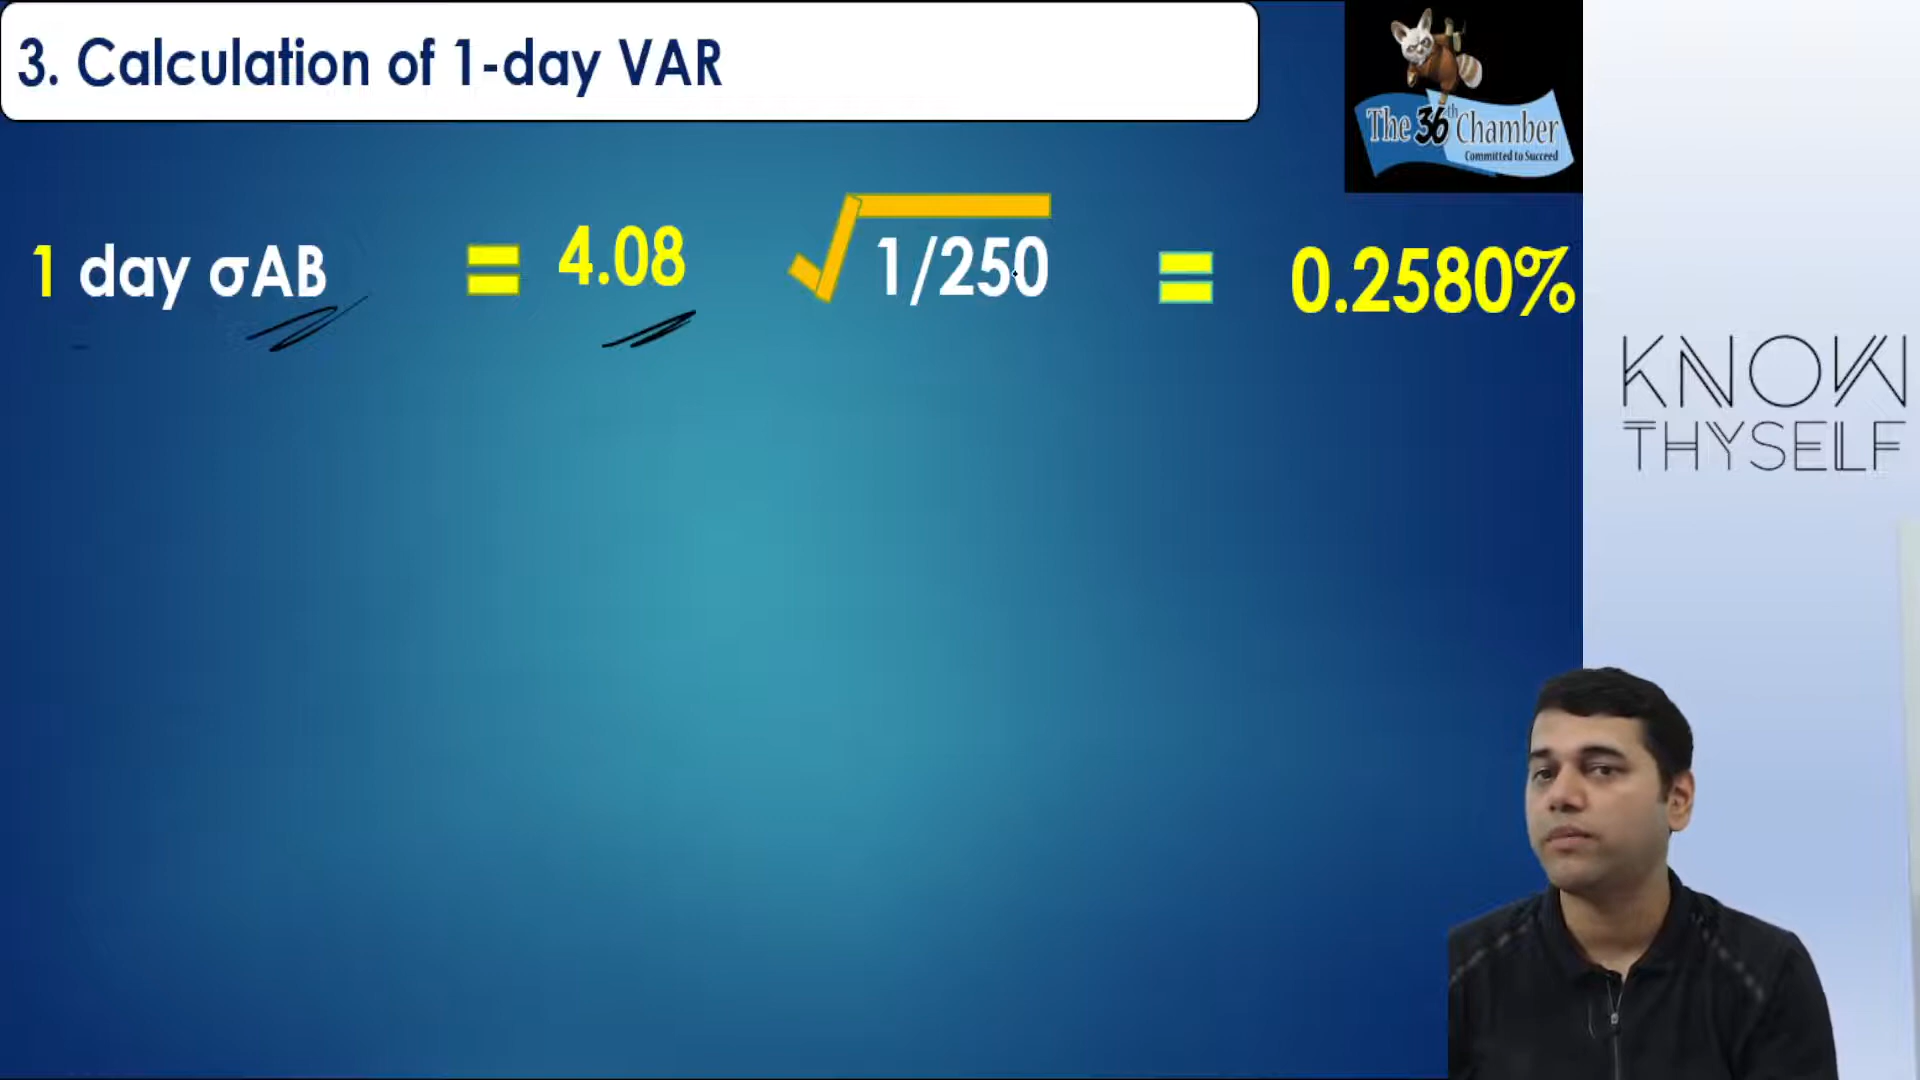 3. Calculation of 1-day VAR
The 36th Chamber
Committed to Succeed
1 day σAB = 4.08 √1/250 = 0.2580%
KNOW
THYSELF